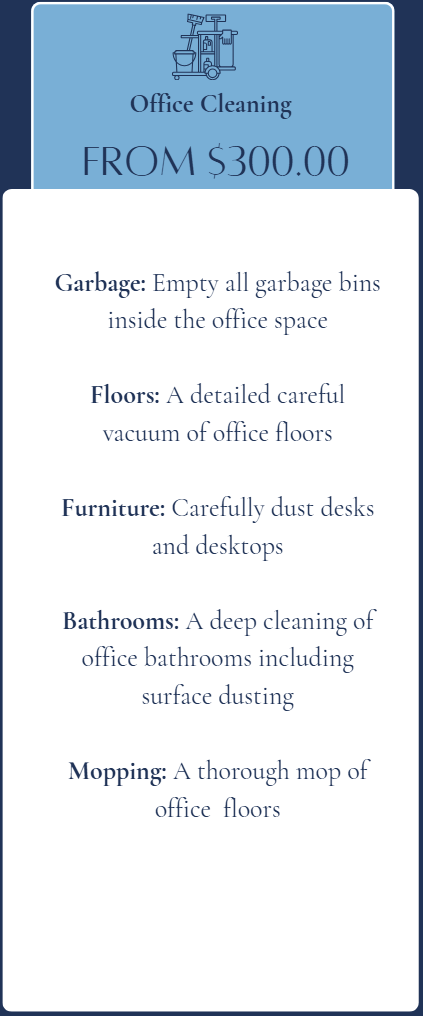 Office Cleaning
FROM $300.00
Garbage: Empty all garbage bins
inside the office space
Floors: A detailed careful
vacuum of office floors
Furniture: Carefully dust desks
and desktops
Bathrooms: A deep cleaning of
office bathrooms including
surface dusting
Mopping: A thorough mop of
office  floors